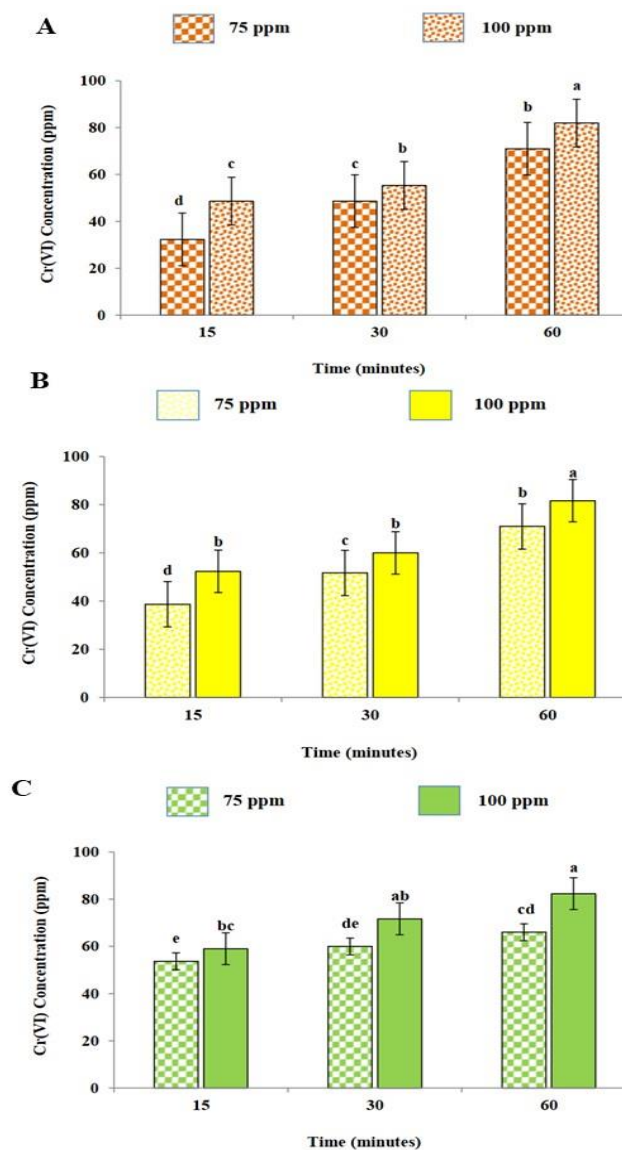 A
75 ppm 100 ppm
100
80
60
40
20
0
Cr(VI) Concentration (ppm)
d c c b b a
15 30 60
Time (minutes)
B
75 ppm 100 ppm
100
80
60
40
20
0
Cr(VI) Concentration (ppm)
d b c b b a
15 30 60
Time (minutes)
C
75 ppm 100 ppm
100
80
60
40
20
0
Cr(VI) Concentration (ppm)
e bc de ab cd a
15 30 60
Time (minutes)